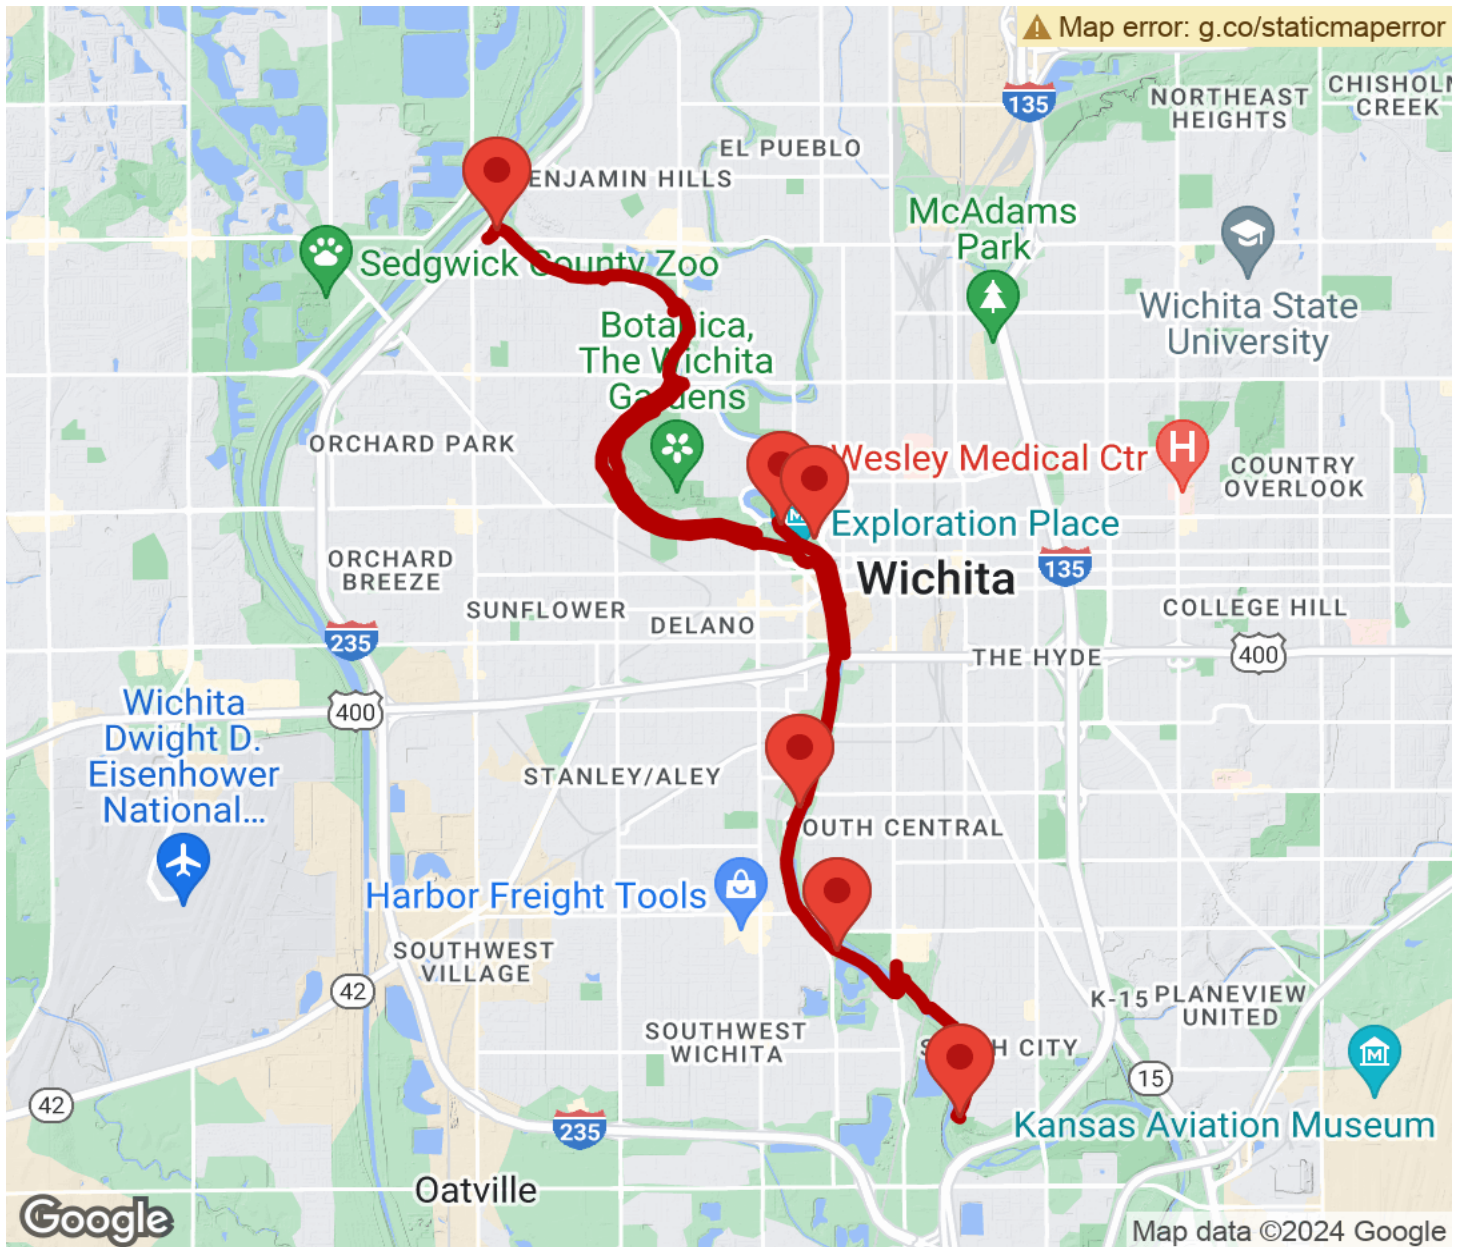 Map error: g.co/staticmaperror
135
NORTHEAST
HEIGHTS
CHISHOLM
CREEK
EL PUEBLO
ENJAMIN HILLS
McAdams
Park
Sedgwick County Zoo
Wichita State
University
Botanica,
The Wichita
Gardens
ORCHARD PARK
Wesley Medical Ctr
H
COUNTRY
OVERLOOK
M
Exploration Place
ORCHARD
BREEZE
135
Wichita
SUNFLOWER
DELANO
COLLEGE HILL
235
THE HYDE
400
Wichita
Dwight D.
Eisenhower
National...
400
STANLEY/ALEY
OUTH CENTRAL
Harbor Freight Tools
SOUTHWEST
VILLAGE
42
K-15
PLANEVIEW
UNITED
SOUTHWEST
WICHITA
S H CITY
M
15
42
235
Kansas Aviation Museum
Oatville
Google
Map data ©2024 Google